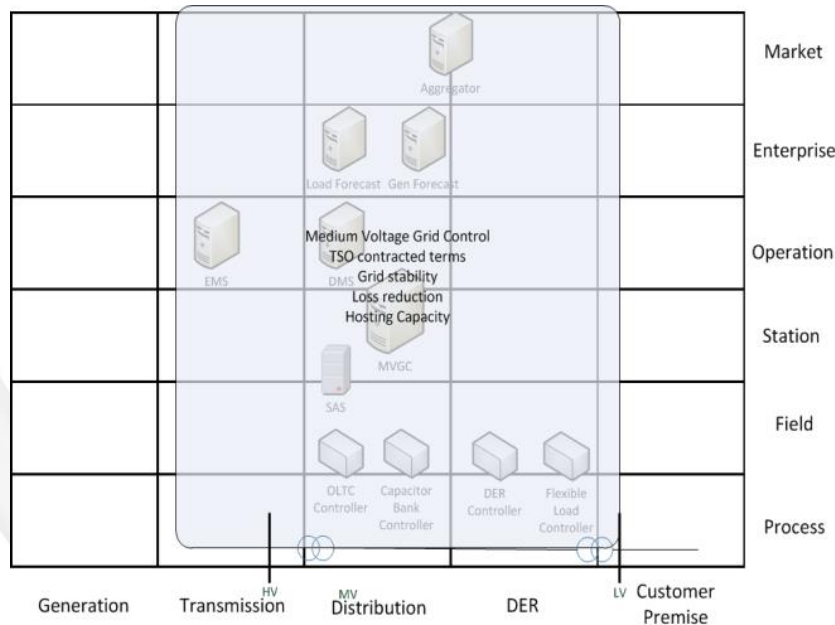 Market
Aggregator
Enterprise
Load Forecast Gen Forecast
Medium Voltage Grid Control
TSO contracted terms
Operation
EMS
DMS
Grid stability
Loss reduction
Hosting Capacity
Station
MVGC
SAS
Field
OLTC
Controller
Capacitor
Bank
Controller
DER
Controller
Flexible
Load
Controller
Process
HV
MV
LV
Generation
Transmission
Distribution
DER
Customer
Premise